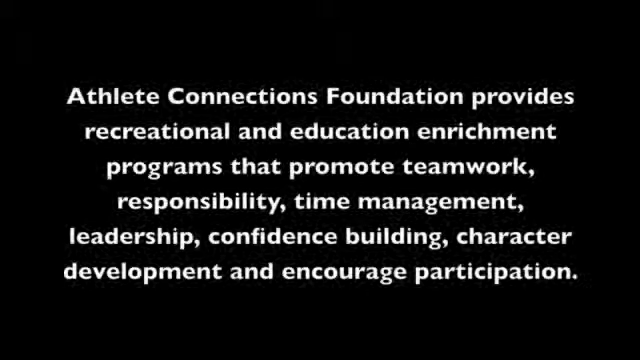 Athlete Connections Foundation provides
recreational and education enrichment
programs that promote teamwork,
responsibility, time management,
leadership, confidence building, character
development and encourage participation.